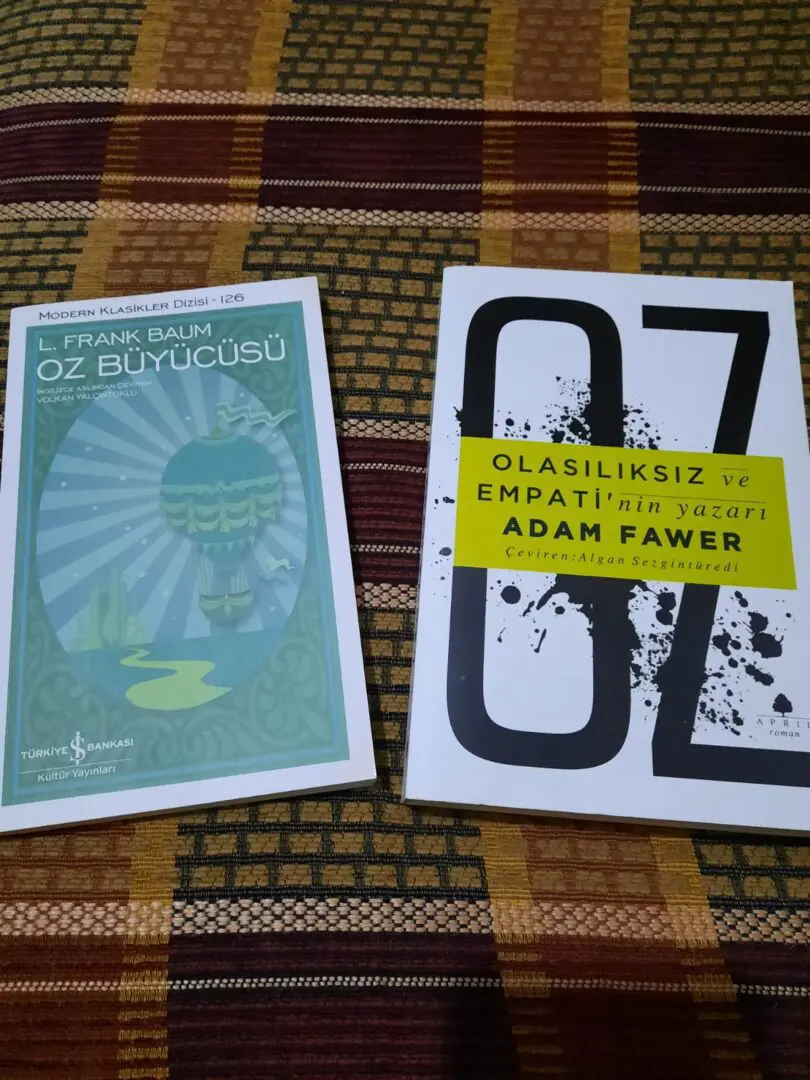 MODERN KLASİKLER DİZİSİ - 126
L. FRANK BAUM
OZ BÜYÜCÜSÜ
İNGİLİZCE ASLINDAN ÇEVİREN:
VOLKAN YALÇINTOKLU
TÜRKİYE İŞ BANKASI
Kültür Yayınları
OZ
OLASILIKSIZ ve
EMPATİ'nin yazarı
ADAM FAWER
Çeviren: Algan Sezgintüredi
APRIL
roman